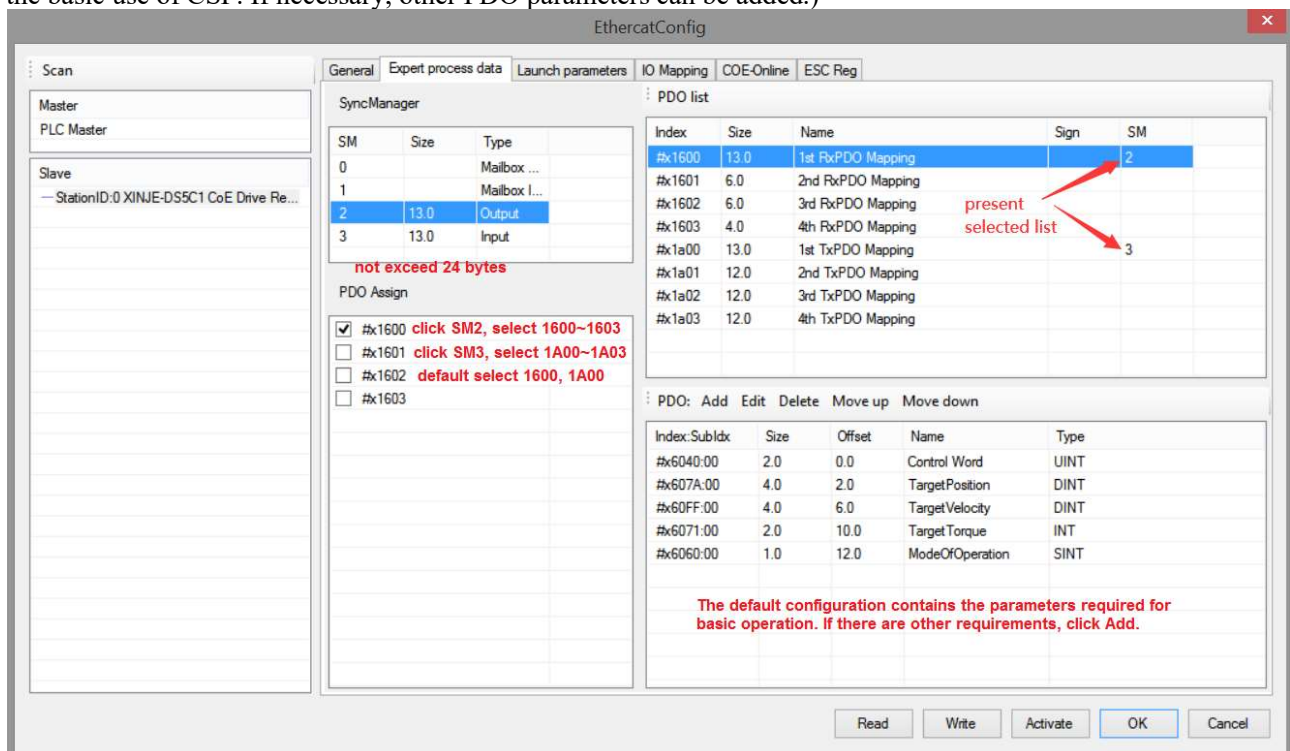 the basic use of CSP. If necessary, other PDO parameters can be added.)
EthercatConfig
Scan
Master
PLC Master
Slave
StationID:0 XINJE-DS5C1 CoE Drive Re...
General Expert process data Launch parameters IO Mapping COE-Online ESC Reg
SyncManager
SM Size Type
0 Mailbox ...
1 Mailbox I...
2 13.0 Output
3 13.0 Input
not exceed 24 bytes
PDO Assign
#x1600 click SM2, select 1600~1603
#x1601 click SM3, select 1A00~1A03
#x1602 default select 1600, 1A00
#x1603
PDO list
Index Size Name Sign SM
#x1600 13.0 1st RxPDO Mapping 2
#x1601 6.0 2nd RxPDO Mapping
#x1602 6.0 3rd RxPDO Mapping
#x1603 4.0 4th RxPDO Mapping
#x1a00 13.0 1st TxPDO Mapping 3
#x1a01 12.0 2nd TxPDO Mapping
#x1a02 12.0 3rd TxPDO Mapping
#x1a03 12.0 4th TxPDO Mapping
present
selected list
PDO: Add Edit Delete Move up Move down
Index:SubIdx Size Offset Name Type
#x6040:00 2.0 0.0 Control Word UINT
#x607A:00 4.0 2.0 TargetPosition DINT
#x60FF:00 4.0 6.0 TargetVelocity DINT
#x6071:00 2.0 10.0 TargetTorque INT
#x6060:00 1.0 12.0 ModeOfOperation SINT
The default configuration contains the parameters required for
basic operation. If there are other requirements, click Add.
Read Write Activate OK Cancel